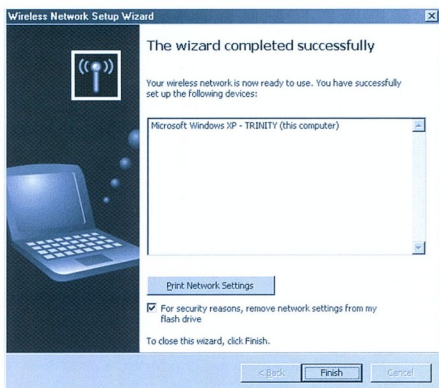 Wireless Network Setup Wizard
The wizard completed successfully
Your wireless network is now ready to use. You have successfully
set up the following devices:
Microsoft Windows XP - TRINITY (this computer)
Print Network Settings
For security reasons, remove network settings from my
flash drive
To close this wizard, click Finish.
< Back Finish Cancel